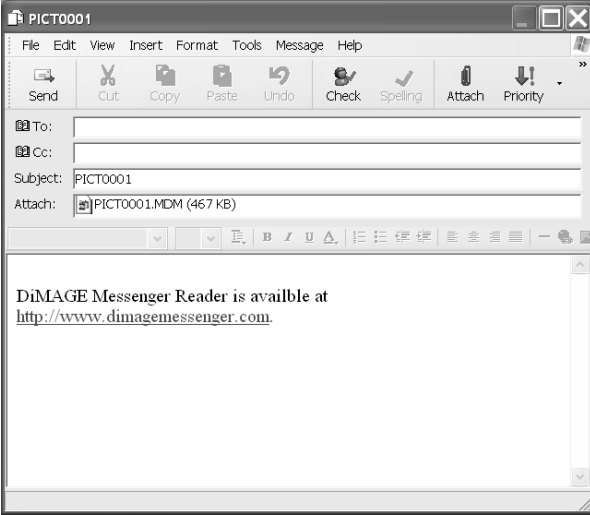 PICT0001
File Edit View Insert Format Tools Message Help
Send Cut Copy Paste Undo Check Spelling Attach Priority »
To:
Cc:
Subject: PICT0001
Attach: PICT0001.MDM (467 KB)
B I U A
DiMAGE Messenger Reader is availble at
http://www.dimagemessenger.com.